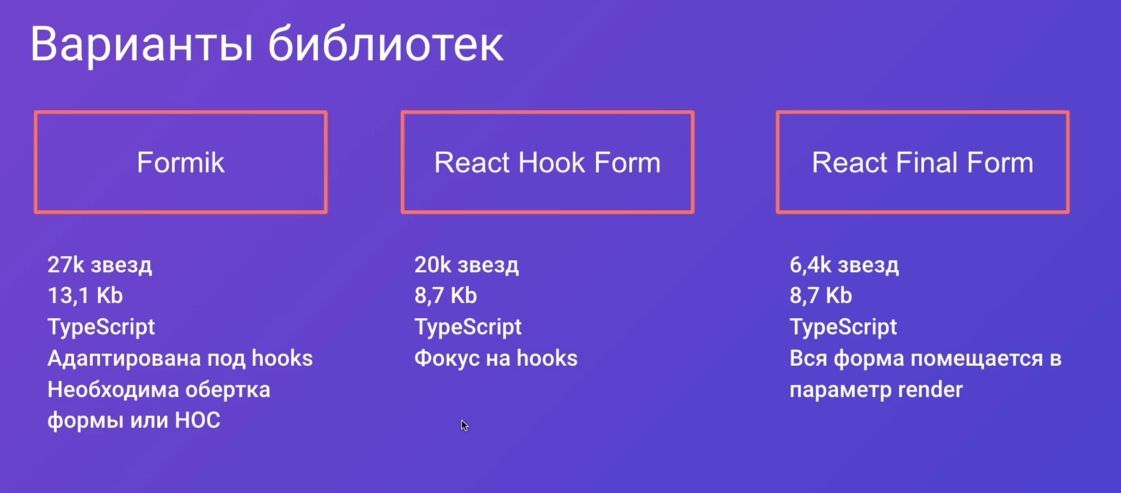 Варианты библиотек
Formik
27k звезд
13,1 Kb
TypeScript
Адаптирована под hooks
Необходима обертка
формы или HOC
React Hook Form
20k звезд
8,7 Kb
TypeScript
Фокус на hooks
React Final Form
6,4k звезд
8,7 Kb
TypeScript
Вся форма помещается в
параметр render